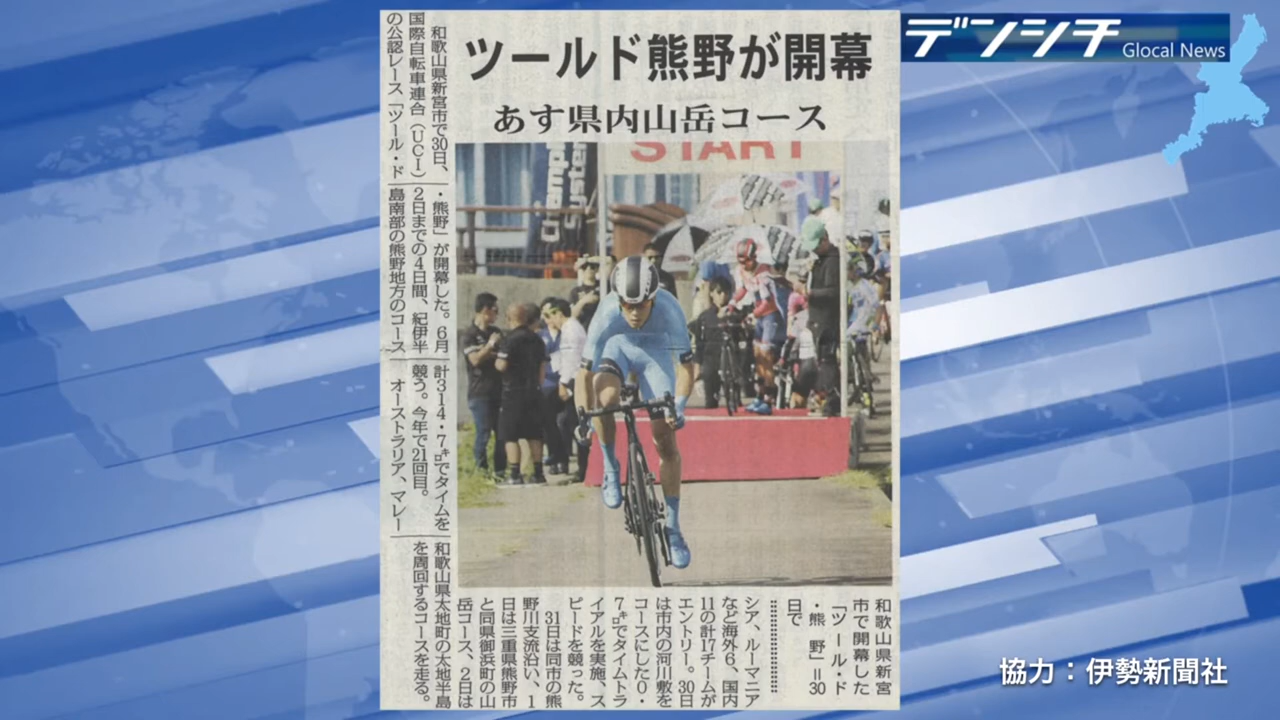 デンシチ
Glocal News
ツールド熊野が開幕
あす県内山岳コース
和歌山県新宮市で30日、
国際自転車連合（UCI）
の公認レース「ツール・ド
・熊野」が開幕した。6月
2日までの4日間、紀伊半
島南部の熊野地方のコース
計314・7㌔でタイムを
競う。今年で21回目。
オーストラリア、マレー
シア、ルーマニア
など海外6、国内
11の計17チームが
エントリー。30日
は市内の河川敷を
コースにした0・
7㌔でタイムトラ
イアルを実施、ス
ピードを競った。
31日は同市の熊
野川支流沿い、1
日は三重県熊野市
と同県御浜町の山
岳コース、2日は
和歌山県太地町の太地半島
を周回するコースを走る。
START
Champion
System
和歌山県新宮
市で開幕した
「ツール・ド
・熊野」＝30
日で
協力：伊勢新聞社